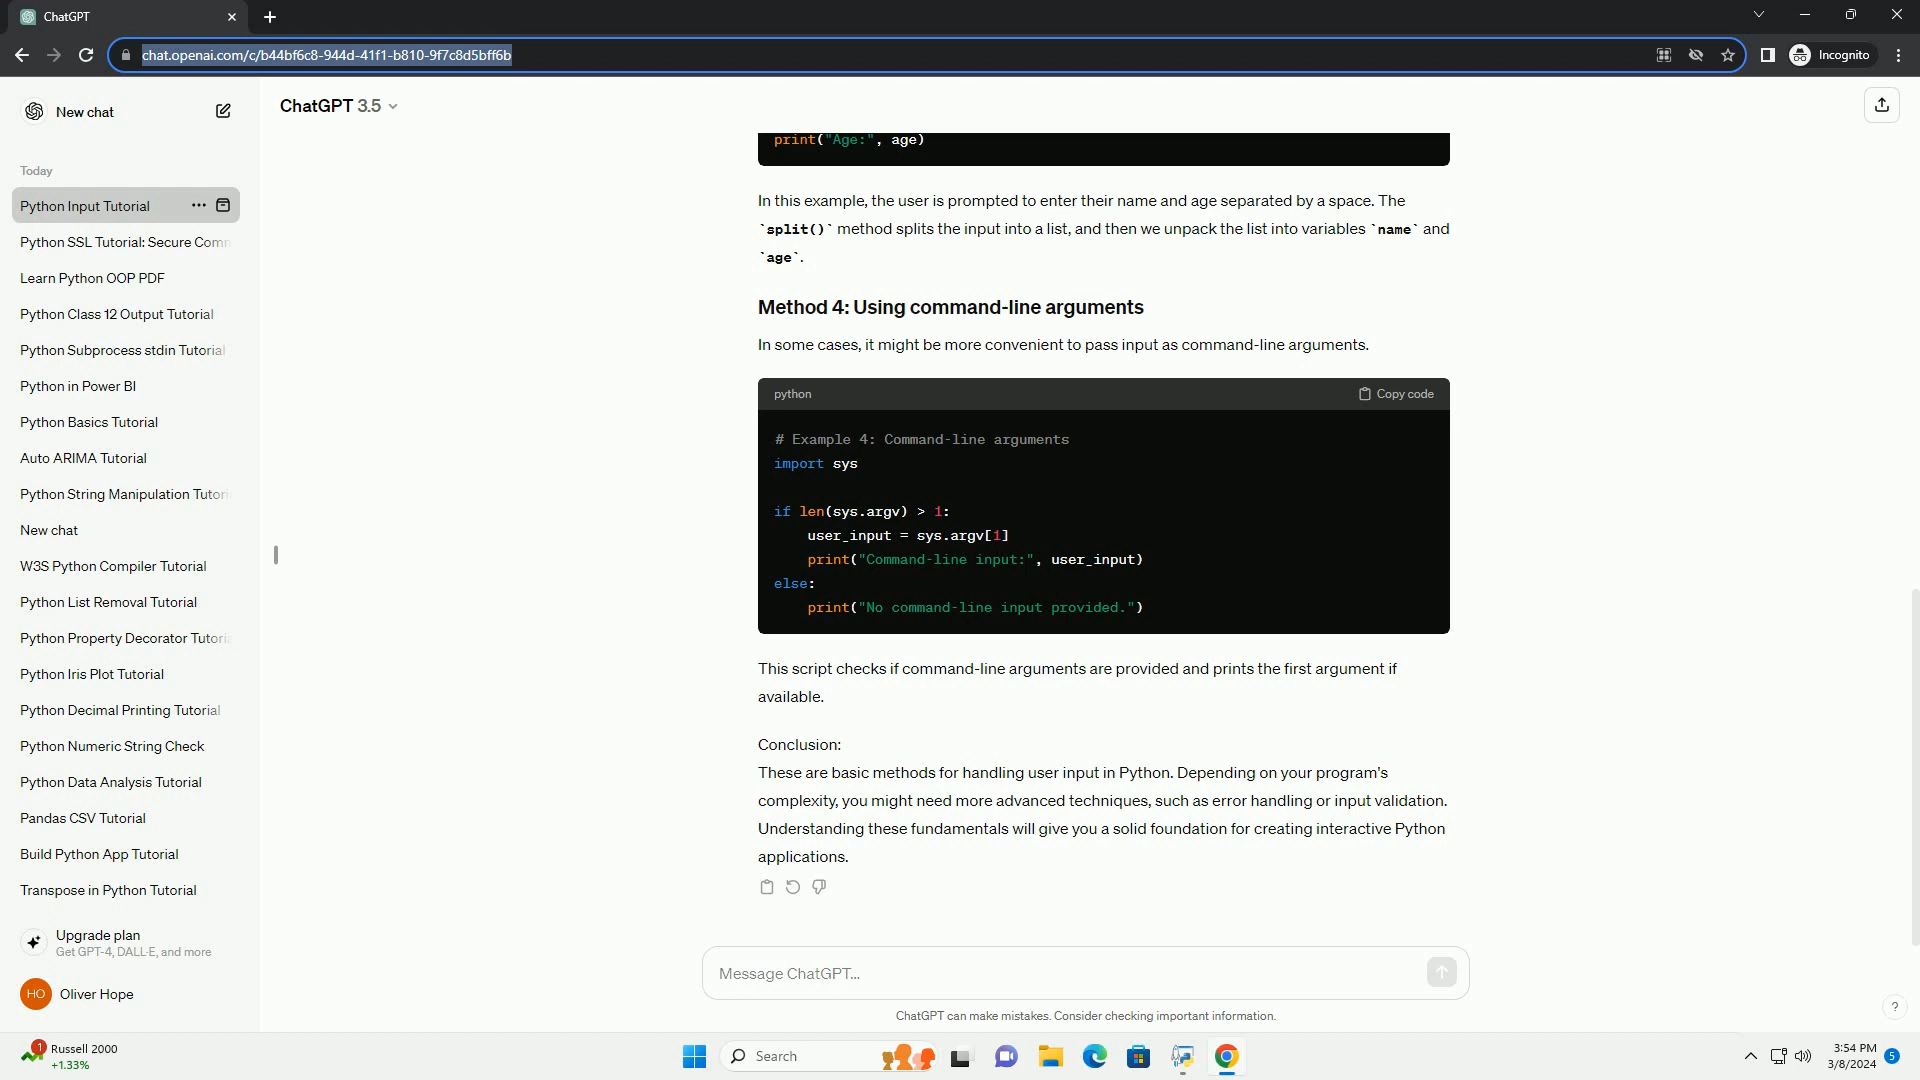 ChatGPT
chat.openai.com/c/b44bf6c8-944d-41f1-b810-9f7c8d5bff6b
Incognito
New chat
Today
Python Input Tutorial
Python SSL Tutorial: Secure Comm
Learn Python OOP PDF
Python Class 12 Output Tutorial
Python Subprocess stdin Tutorial
Python in Power BI
Python Basics Tutorial
Auto ARIMA Tutorial
Python String Manipulation Tutori
New chat
W3S Python Compiler Tutorial
Python List Removal Tutorial
Python Property Decorator Tutoria
Python Iris Plot Tutorial
Python Decimal Printing Tutorial
Python Numeric String Check
Python Data Analysis Tutorial
Pandas CSV Tutorial
Build Python App Tutorial
Transpose in Python Tutorial
Upgrade plan
Get GPT-4, DALL·E, and more
HO Oliver Hope
ChatGPT 3.5
print("Age:", age)
In this example, the user is prompted to enter their name and age separated by a space. The
`split()` method splits the input into a list, and then we unpack the list into variables `name` and
`age`.
Method 4: Using command-line arguments
In some cases, it might be more convenient to pass input as command-line arguments.
python Copy code
# Example 4: Command-line arguments
import sys
if len(sys.argv) > 1:
    user_input = sys.argv[1]
    print("Command-line input:", user_input)
else:
    print("No command-line input provided.")
This script checks if command-line arguments are provided and prints the first argument if
available.
Conclusion:
These are basic methods for handling user input in Python. Depending on your program's
complexity, you might need more advanced techniques, such as error handling or input validation.
Understanding these fundamentals will give you a solid foundation for creating interactive Python
applications.
Message ChatGPT...
ChatGPT can make mistakes. Consider checking important information.
?
1
Russell 2000
+1.33%
Search
3:54 PM
3/8/2024
5